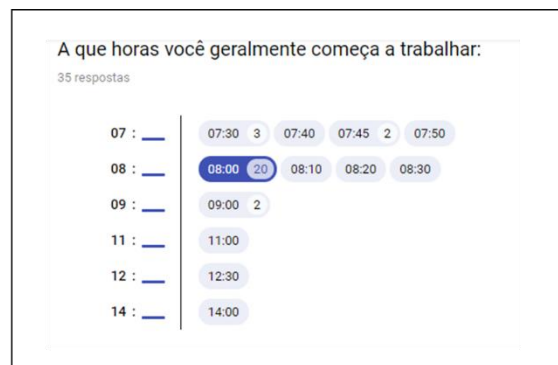 A que horas você geralmente começa a trabalhar:
35 respostas
07 : __ 07:30 3 07:40 07:45 2 07:50
08 : __ 08:00 20 08:10 08:20 08:30
09 : __ 09:00 2
11 : __ 11:00
12 : __ 12:30
14 : __ 14:00